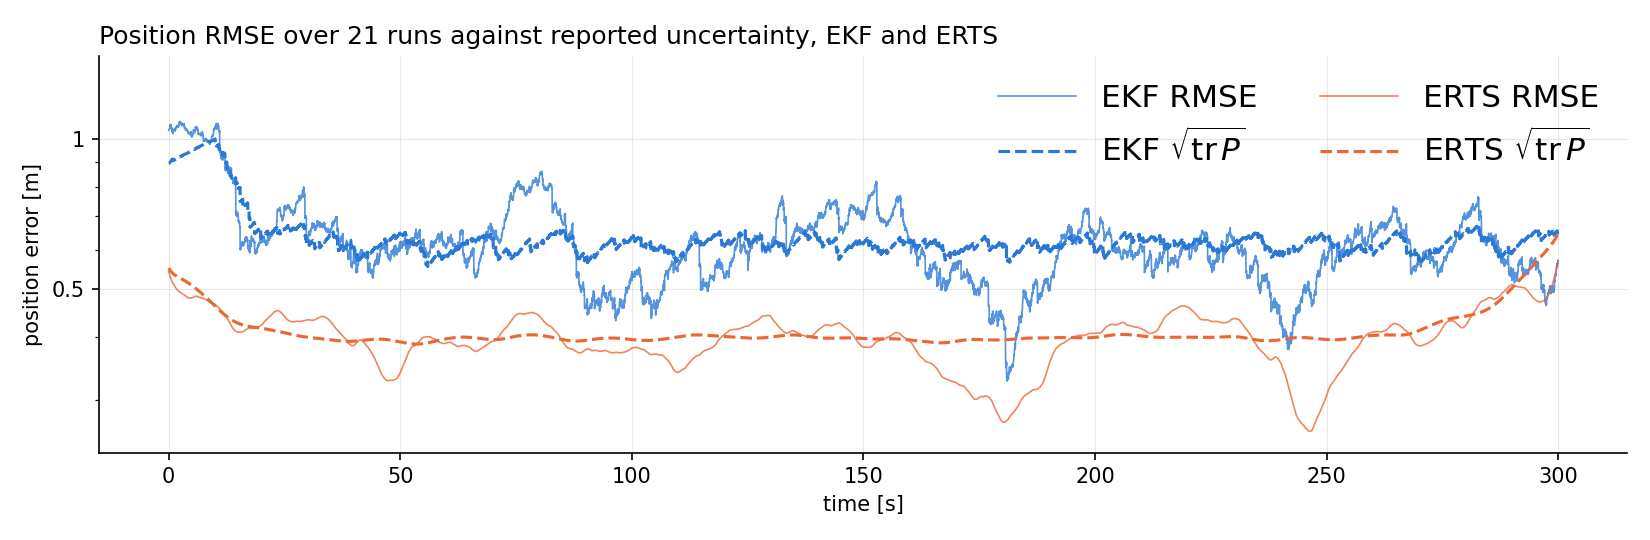 Position RMSE over 21 runs against reported uncertainty, EKF and ERTS
EKF RMSE
ERTS RMSE
EKF √tr P
ERTS √tr P
position error [m]
1
0.5
0
50
100
150
200
250
300
time [s]